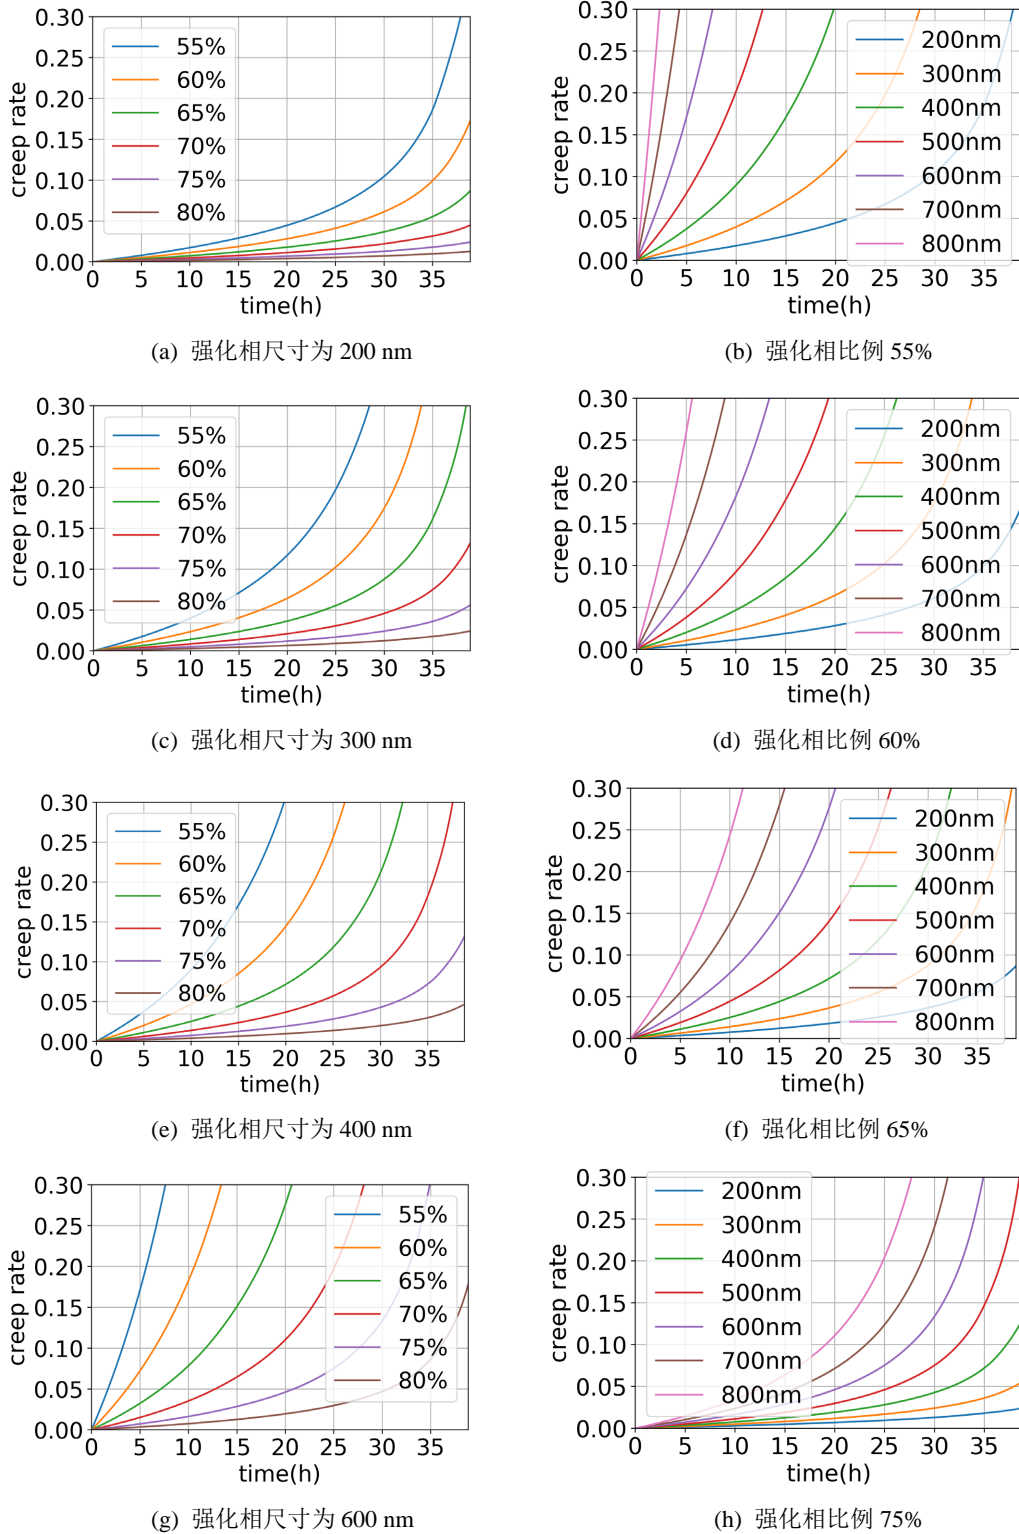 0.30
0.25
0.20
0.15
0.10
0.05
0.00
creep rate
55%
60%
65%
70%
75%
80%
0 5 10 15 20 25 30 35
time(h)
(a) 强化相尺寸为 200 nm
0.30
0.25
0.20
0.15
0.10
0.05
0.00
creep rate
200nm
300nm
400nm
500nm
600nm
700nm
800nm
0 5 10 15 20 25 30 35
time(h)
(b) 强化相比例 55%
0.30
0.25
0.20
0.15
0.10
0.05
0.00
creep rate
55%
60%
65%
70%
75%
80%
0 5 10 15 20 25 30 35
time(h)
(c) 强化相尺寸为 300 nm
0.30
0.25
0.20
0.15
0.10
0.05
0.00
creep rate
200nm
300nm
400nm
500nm
600nm
700nm
800nm
0 5 10 15 20 25 30 35
time(h)
(d) 强化相比例 60%
0.30
0.25
0.20
0.15
0.10
0.05
0.00
creep rate
55%
60%
65%
70%
75%
80%
0 5 10 15 20 25 30 35
time(h)
(e) 强化相尺寸为 400 nm
0.30
0.25
0.20
0.15
0.10
0.05
0.00
creep rate
200nm
300nm
400nm
500nm
600nm
700nm
800nm
0 5 10 15 20 25 30 35
time(h)
(f) 强化相比例 65%
0.30
0.25
0.20
0.15
0.10
0.05
0.00
creep rate
55%
60%
65%
70%
75%
80%
0 5 10 15 20 25 30 35
time(h)
(g) 强化相尺寸为 600 nm
0.30
0.25
0.20
0.15
0.10
0.05
0.00
creep rate
200nm
300nm
400nm
500nm
600nm
700nm
800nm
0 5 10 15 20 25 30 35
time(h)
(h) 强化相比例 75%